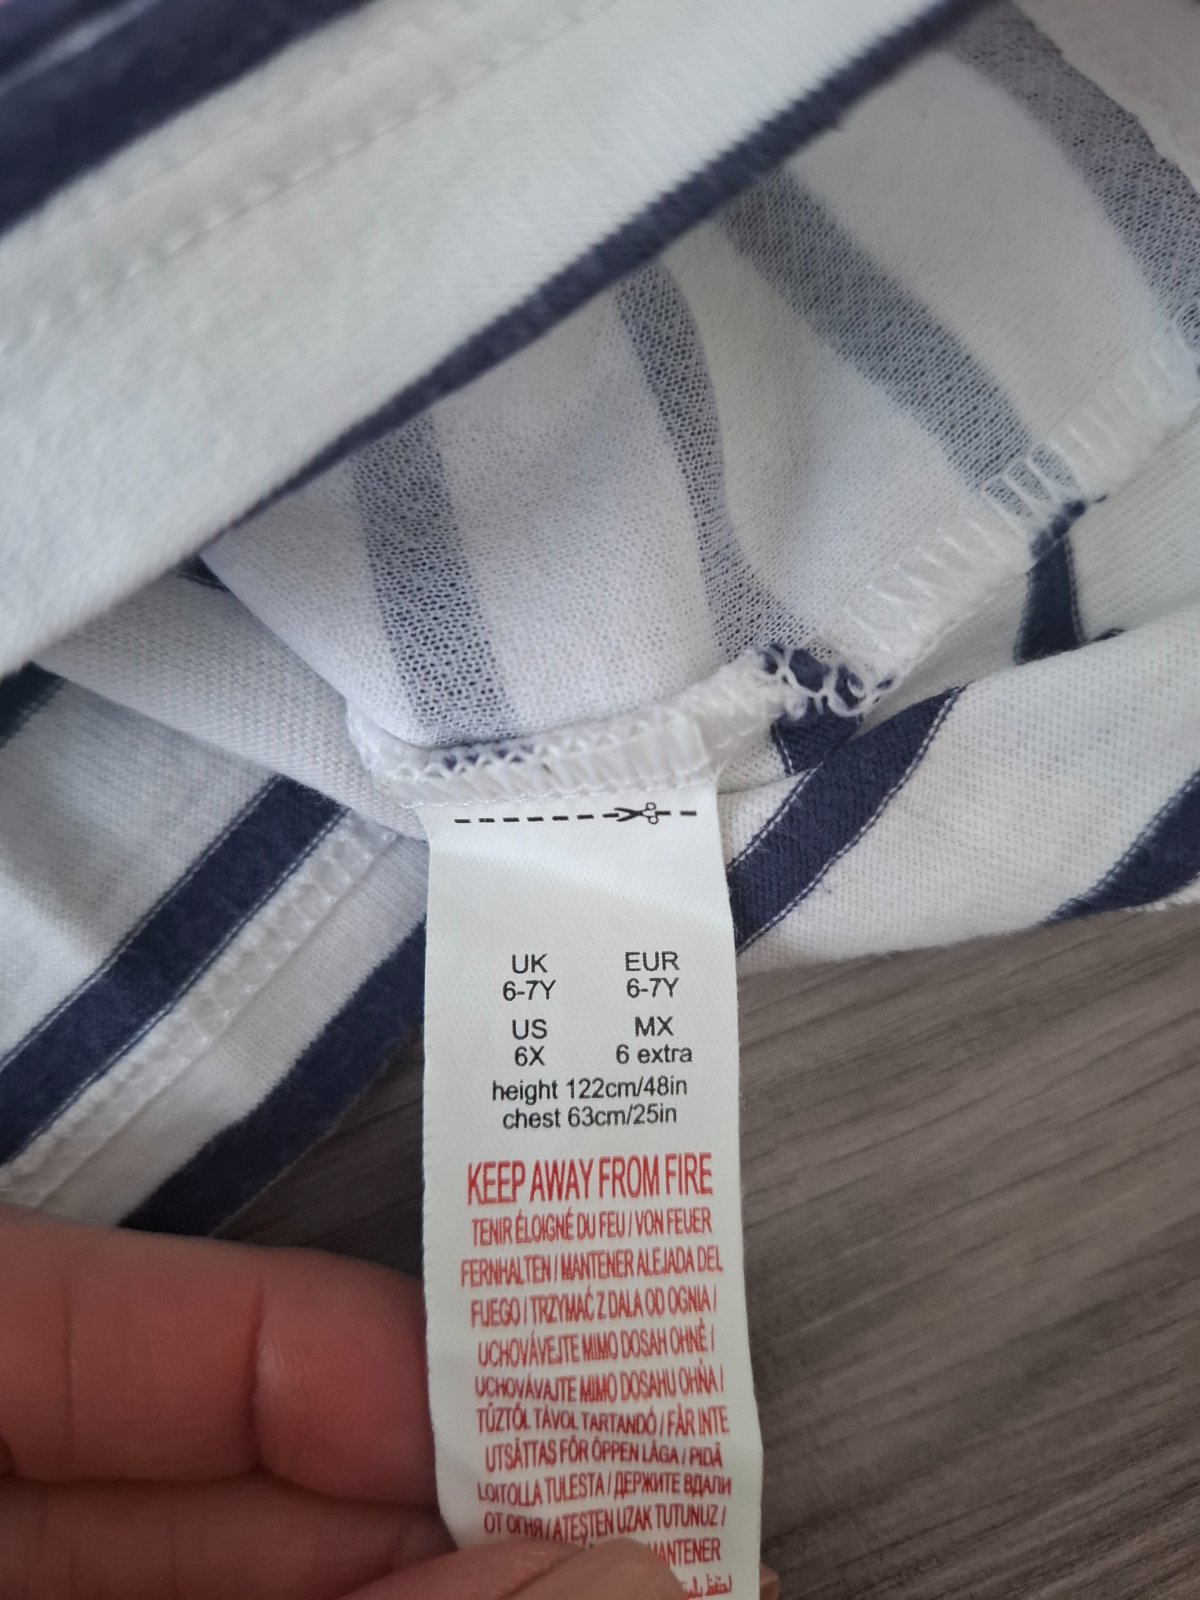 UK EUR
6-7Y 6-7Y
US MX
6X 6 extra
height 122cm/48in
chest 63cm/25in
KEEP AWAY FROM FIRE
TENIR ÉLOIGNÉ DU FEU / VON FEUER
FERNHALTEN / MANTENER ALEJADA DEL
FUEGO / TRZYMAĆ Z DALA OD OGNIA /
UCHOVÁVEJTE MIMO DOSAH OHNĚ /
UCHOVÁVAJTE MIMO DOSAHU OHŇA /
TŰZTŐL TÁVOL TARTANDÓ / FÅR INTE
UTSÄTTAS FÖR ÖPPEN LÅGA / PIDÄ
LOITOLLA TULESTA / ДЕРЖИТЕ ВДАЛИ
ОТ ОГНЯ / ATEŞTEN UZAK TUTUNUZ /
MANTENER